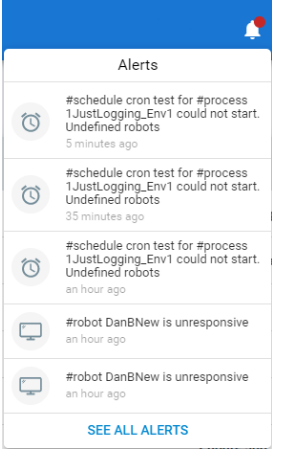 Alerts
#schedule cron test for #process
1JustLogging_Env1 could not start.
Undefined robots
5 minutes ago
#schedule cron test for #process
1JustLogging_Env1 could not start.
Undefined robots
35 minutes ago
#schedule cron test for #process
1JustLogging_Env1 could not start.
Undefined robots
an hour ago
#robot DanBNew is unresponsive
an hour ago
#robot DanBNew is unresponsive
an hour ago
SEE ALL ALERTS